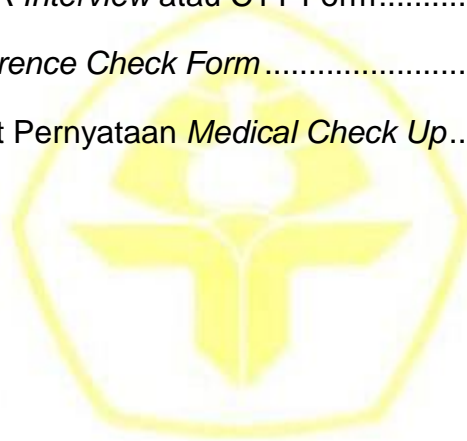 R Interview atau Form...........
rence Check Form ......................
t Pernyataan Medical Check Up..